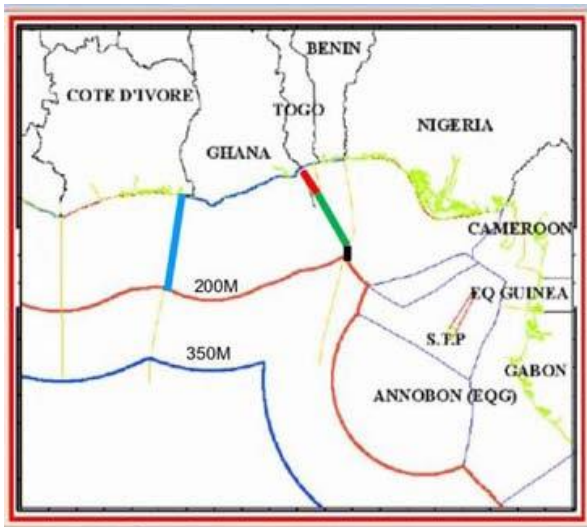 BENIN
COTE D'IVORE
TOGO
NIGERIA
GHANA
CAMEROON
200M
EQ GUINEA
S.T.P
350M
GABON
ANNOBON (EQG)